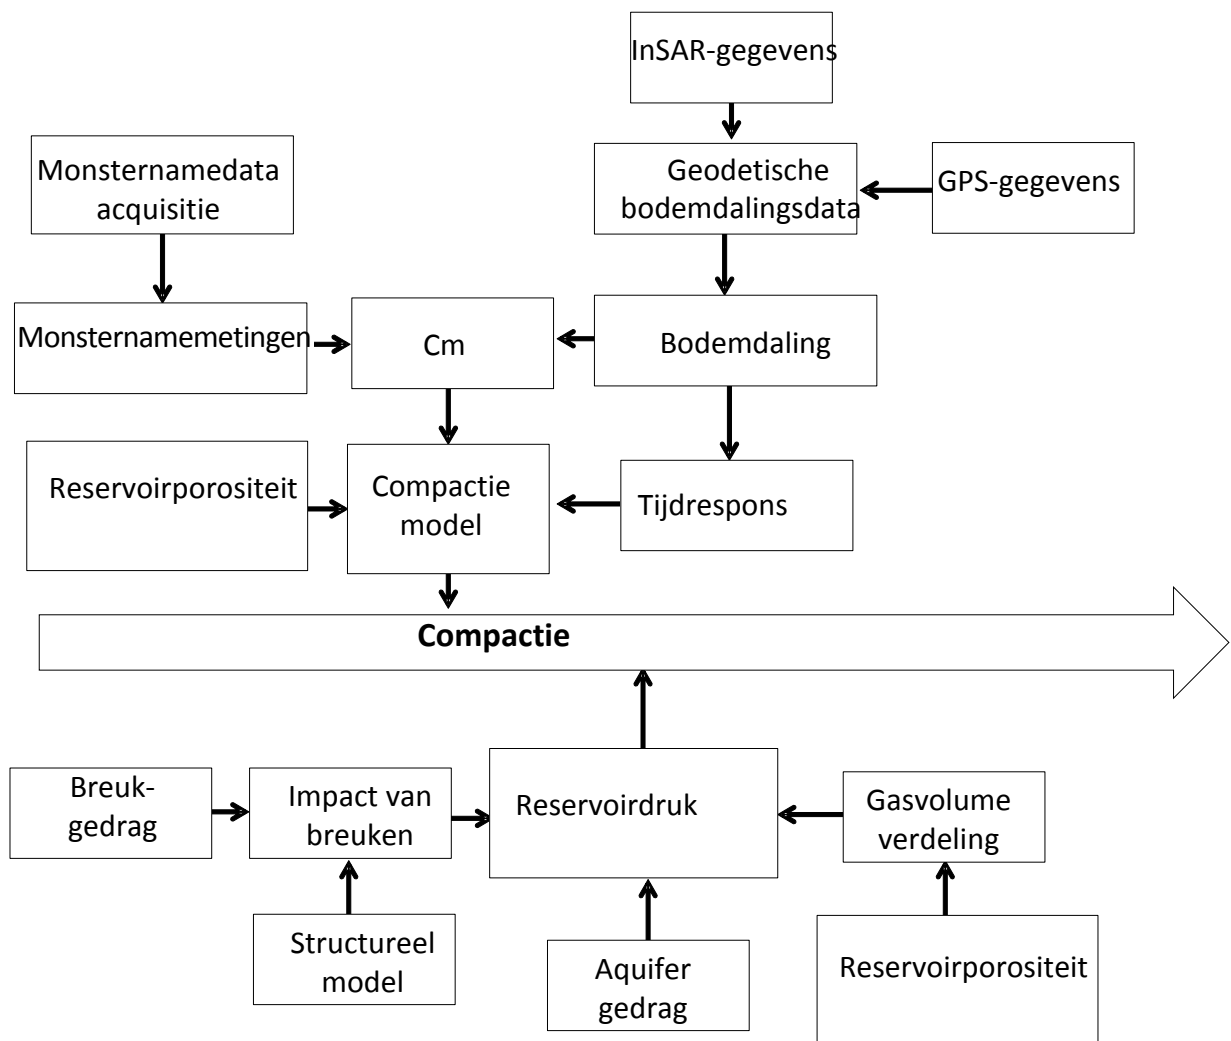 InSAR-gegevens
Monsternamedata
acquisitie
Geodetische
bodemdalingsdata
GPS-gegevens
Monsternamemetingen
Cm
Bodemdaling
Reservoirporositeit
Compactie
model
Tijdrespons
Compactie
Breuk-
gedrag
Impact van
breuken
Reservoirdruk
Gasvolume
verdeling
Structureel
model
Aquifer
gedrag
Reservoirporositeit